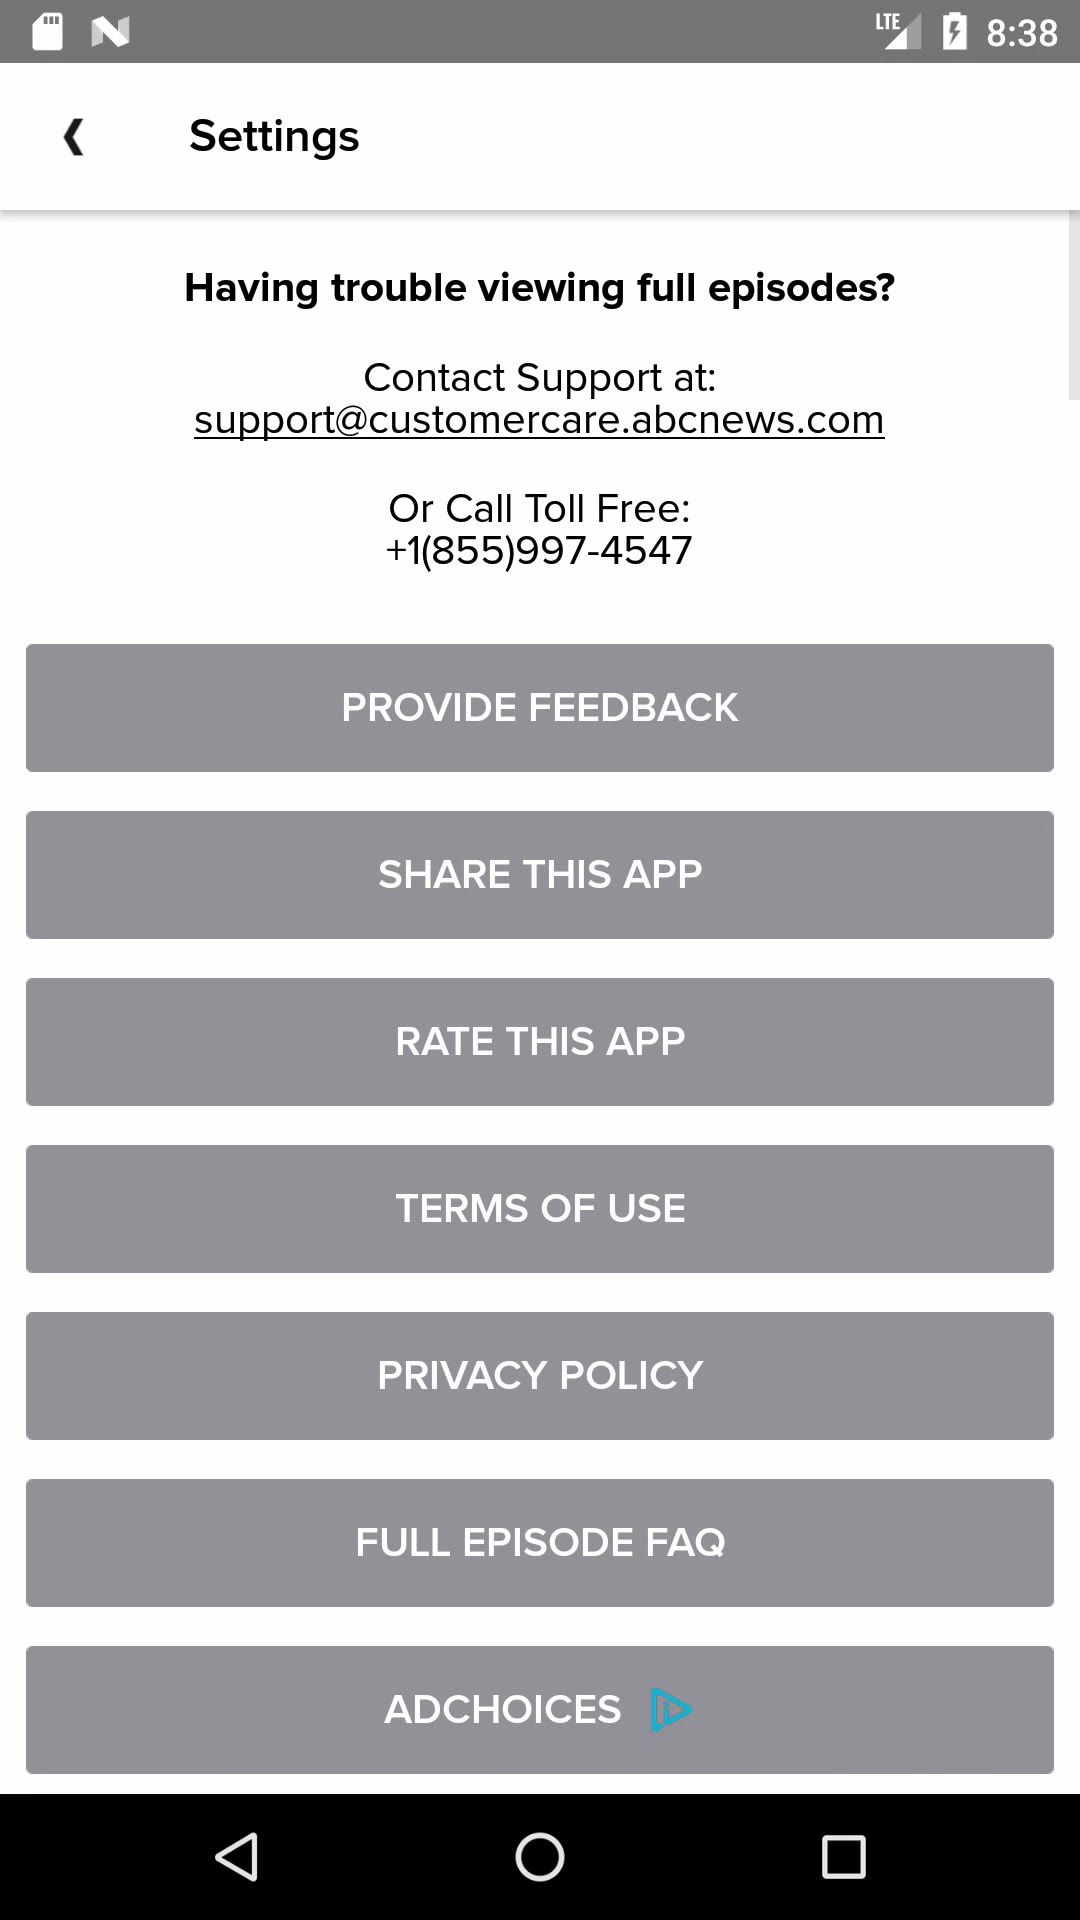 LTE 8:38
Settings
Having trouble viewing full episodes?
Contact Support at:
support@customercare.abcnews.com
Or Call Toll Free:
+1(855)997-4547
PROVIDE FEEDBACK
SHARE THIS APP
RATE THIS APP
TERMS OF USE
PRIVACY POLICY
FULL EPISODE FAQ
ADCHOICES